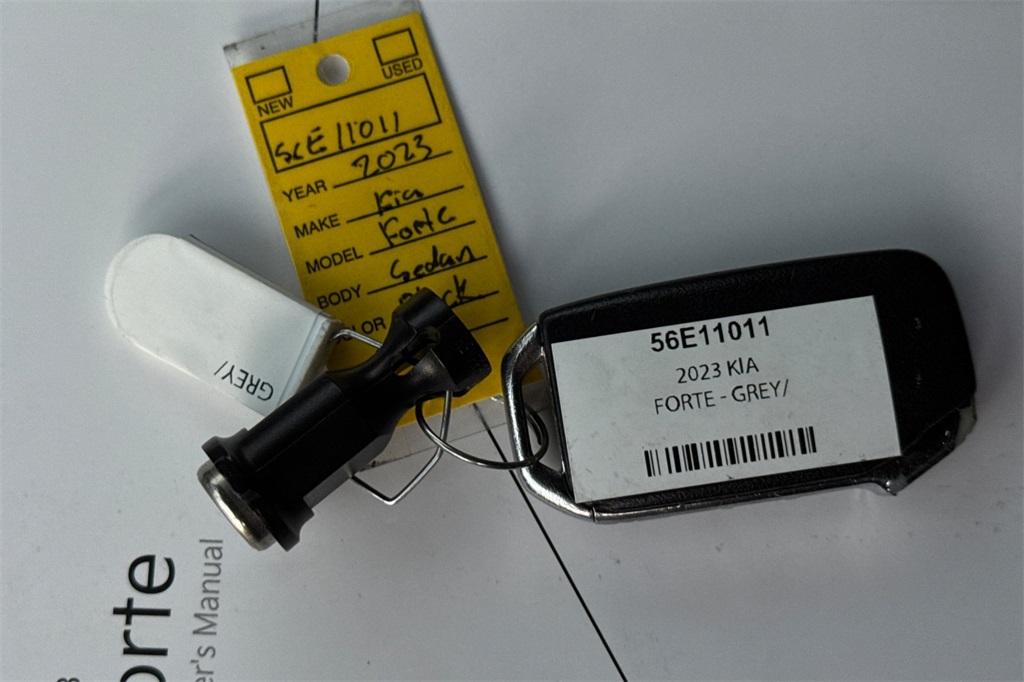 NEW
USED
56E11011
YEAR 2023
MAKE Kia
MODEL Forte
BODY Sedan
GREY/
56E11011
2023 KIA
FORTE - GREY/
orte
er's Manual